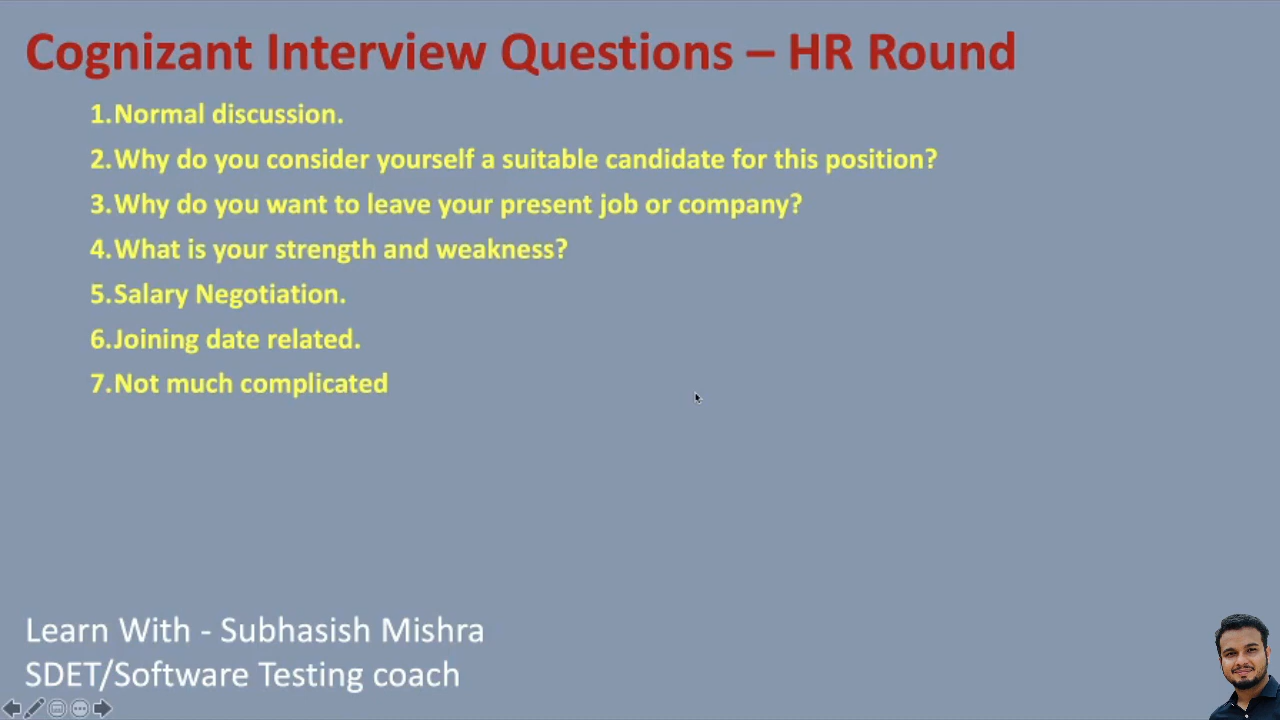 Cognizant Interview Questions – HR Round
1.Normal discussion.
2.Why do you consider yourself a suitable candidate for this position?
3.Why do you want to leave your present job or company?
4.What is your strength and weakness?
5.Salary Negotiation.
6.Joining date related.
7.Not much complicated
Learn With - Subhasish Mishra
SDET/Software Testing coach